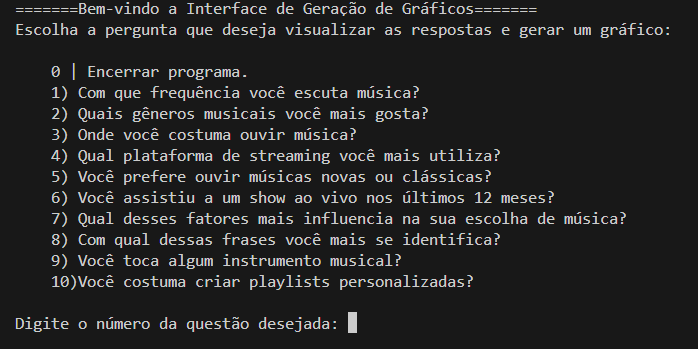 =======Bem-vindo a Interface de Geração de Gráficos=======
Escolha a pergunta que deseja visualizar as respostas e gerar um gráfico:
0 | Encerrar programa.
1) Com que frequência você escuta música?
2) Quais gêneros musicais você mais gosta?
3) Onde você costuma ouvir música?
4) Qual plataforma de streaming você mais utiliza?
5) Você prefere ouvir músicas novas ou clássicas?
6) Você assistiu a um show ao vivo nos últimos 12 meses?
7) Qual desses fatores mais influencia na sua escolha de música?
8) Com qual dessas frases você mais se identifica?
9) Você toca algum instrumento musical?
10)Você costuma criar playlists personalizadas?
Digite o número da questão desejada: